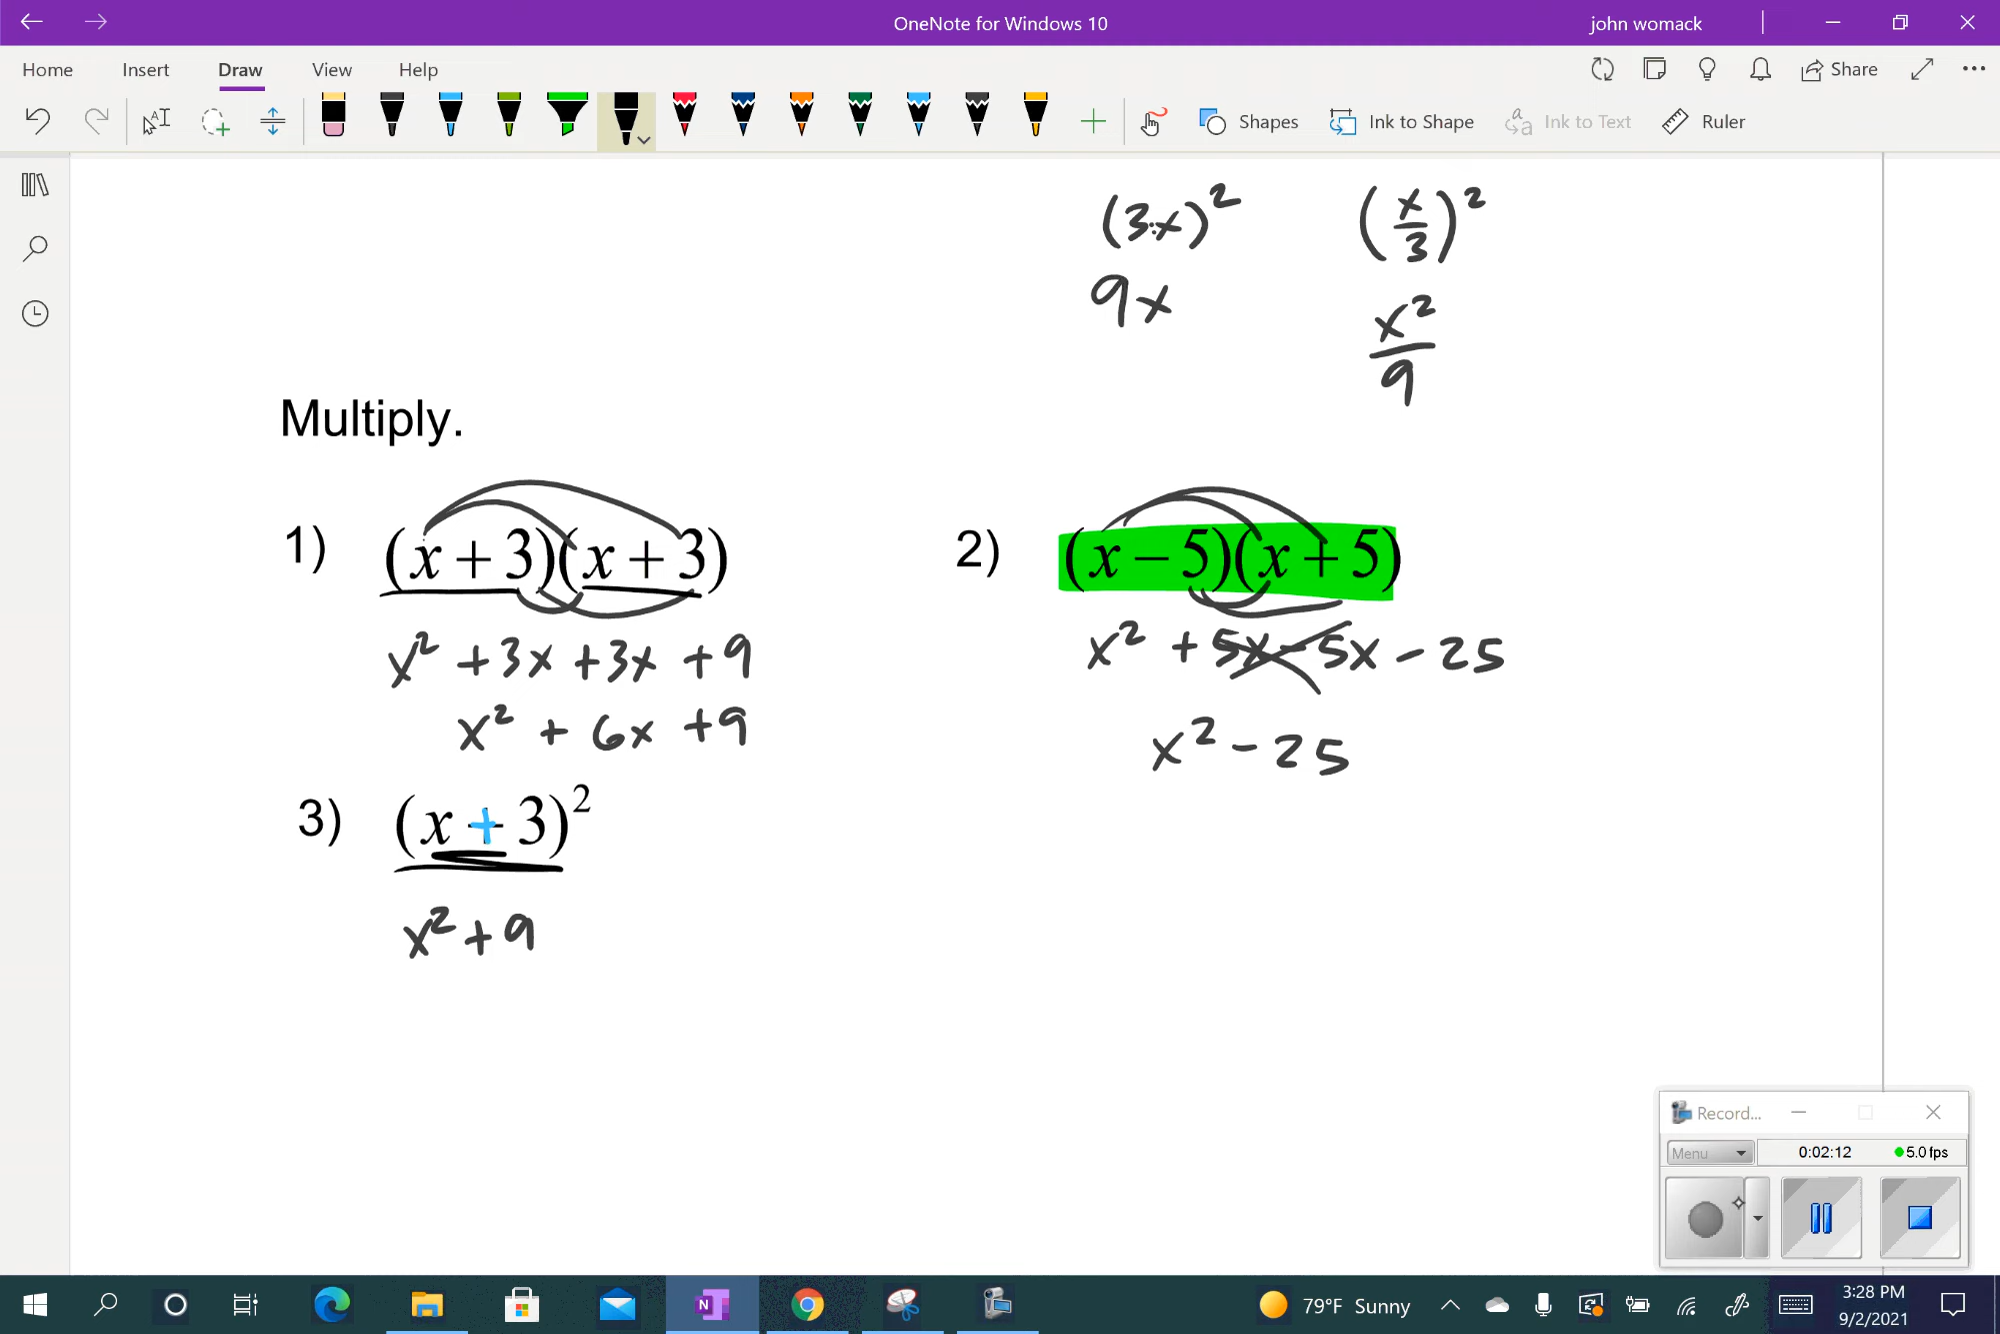 OneNote for Windows 10
john womack
Home Insert Draw View Help
Share
Shapes
Ink to Shape
Ink to Text
Ruler
(3·x)²
9x
(x/3)²
x²/9
Multiply.
1) (x + 3)(x + 3)
x² + 3x + 3x + 9
x² + 6x + 9
2) (x − 5)(x + 5)
x² + 5x − 5x − 25
x² − 25
3) (x + 3)²
x² + 9
Record...
Menu
0:02:12
5.0 fps
79°F Sunny
3:28 PM
9/2/2021